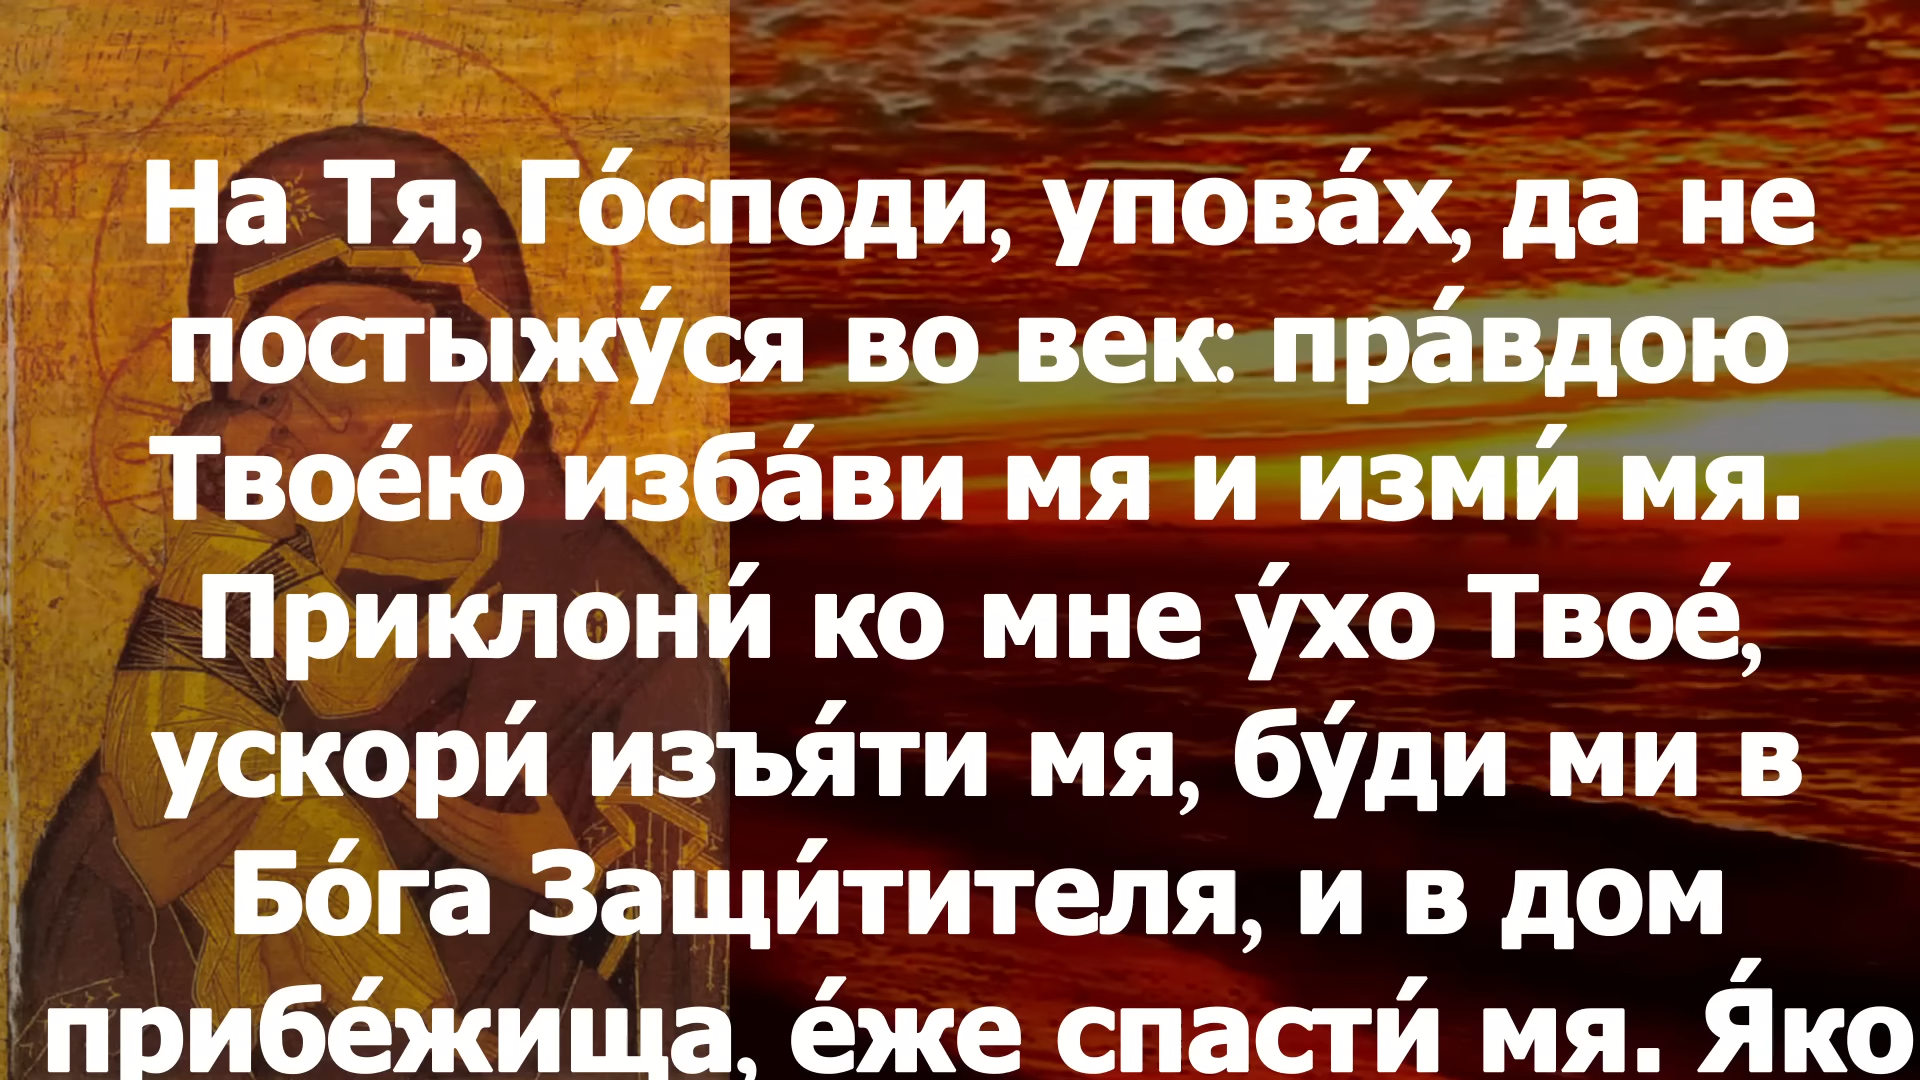 На Тя, Го́споди, упова́х, да не
постыжу́ся во век: пра́вдою
Твое́ю изба́ви мя и изми́ мя.
Приклони́ ко мне у́хо Твое́,
ускори́ изъя́ти мя, бу́ди ми в
Бо́га Защи́тителя, и в дом
прибе́жища, е́же спасти́ мя. Я́ко